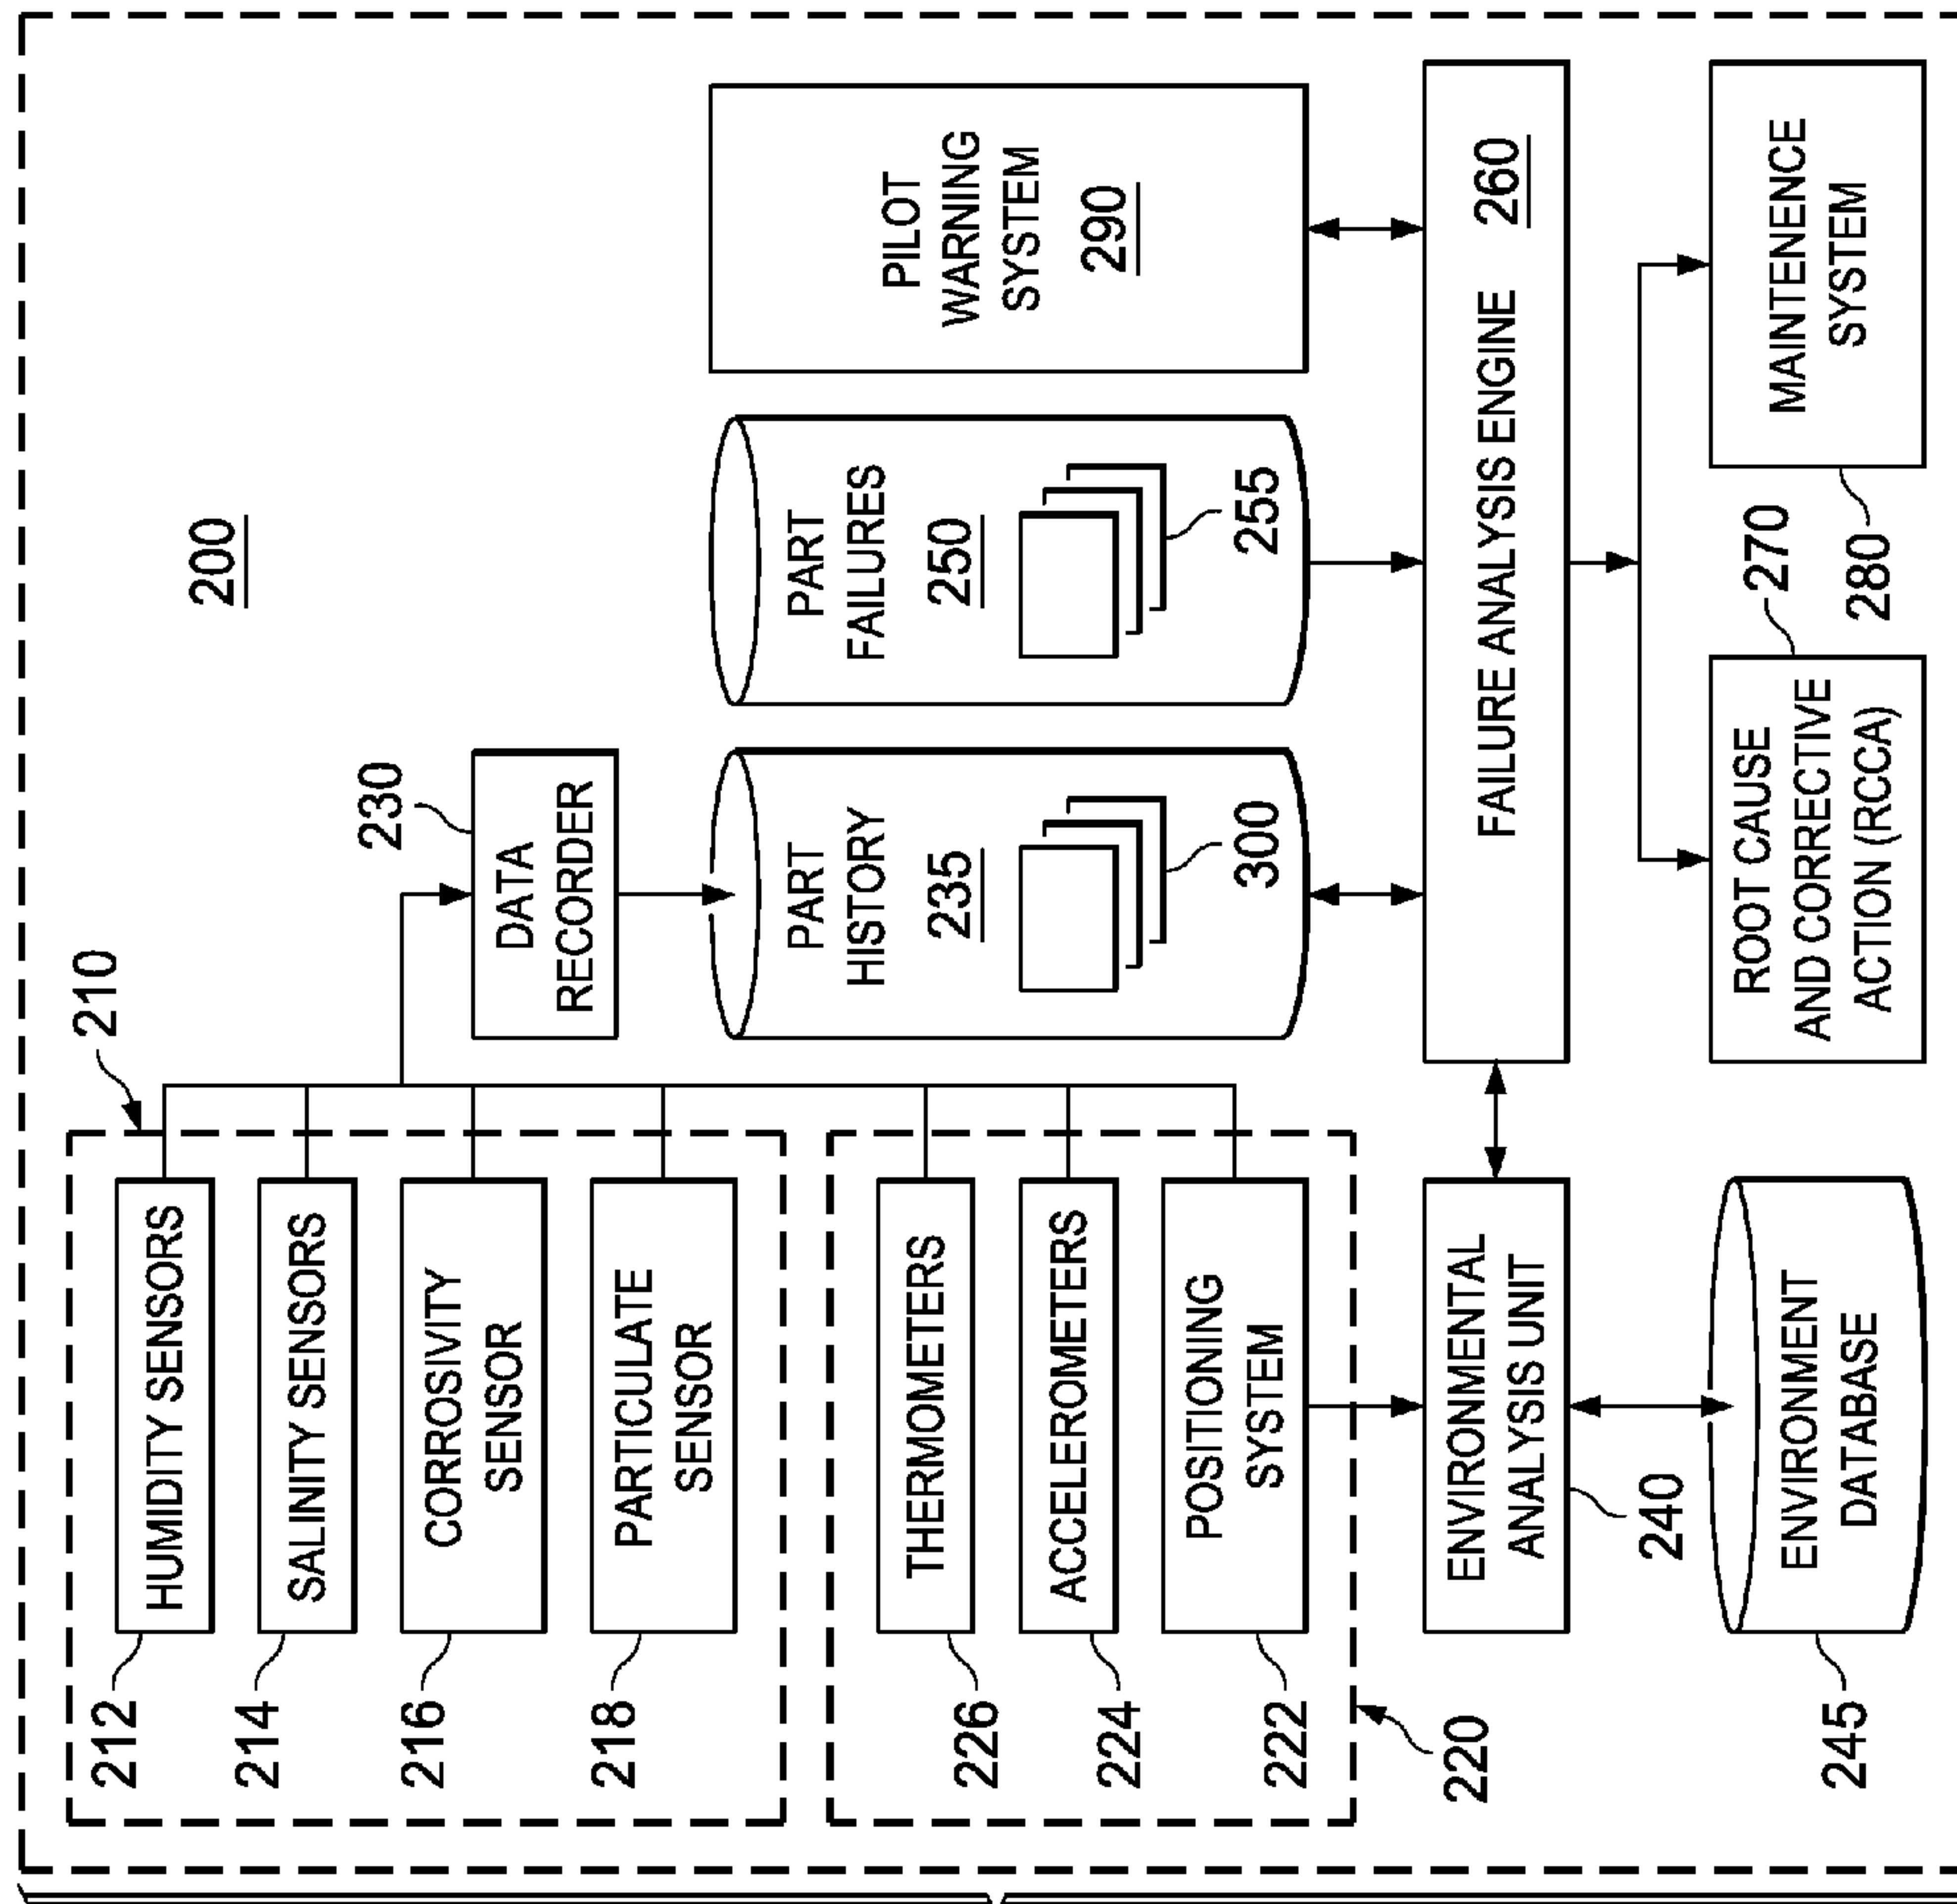 200
210
212
HUMIDITY SENSORS
214
SALINITY SENSORS
216
CORROSIVITY
SENSOR
218
PARTICULATE
SENSOR
226
THERMOMETERS
224
ACCELEROMETERS
222
POSITIONING
SYSTEM
220
230
DATA
RECORDER
PART
HISTORY
235
300
PART
FAILURES
250
255
PILOT
WARNING
SYSTEM
290
ENVIRONMENTAL
ANALYSIS UNIT
240
FAILURE ANALYSIS ENGINE 260
245
ENVIRONMENT
DATABASE
270
ROOT CAUSE
AND CORRECTIVE
ACTION (RCCA)
280
MAINTENENCE
SYSTEM